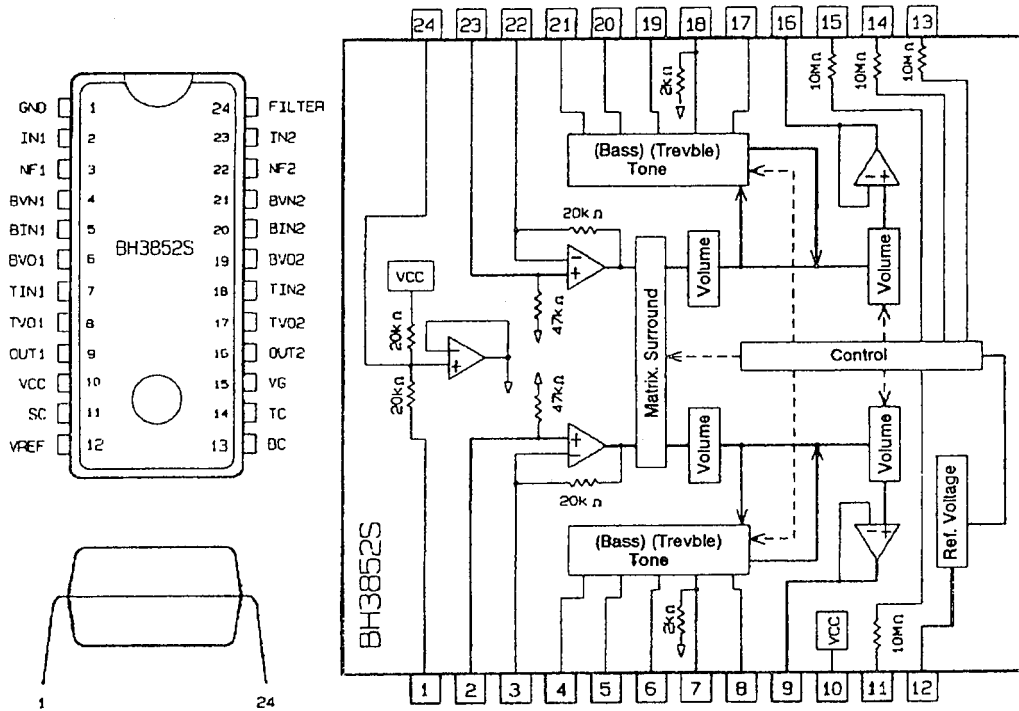 24 23 22 21 20 19 18 17 16 15 14 13
GND 1 24 FILTER
IN1 2 23 IN2
NF1 3 22 NF2
BVN1 4 21 BVN2
BIN1 5 20 BIN2
BVO1 6 19 BVO2
TIN1 7 18 TIN2
TVO1 8 17 TVO2
OUT1 9 16 OUT2
VCC 10 15 VG
SC 11 14 TC
VREF 12 13 BC
BH3852S
1
24
2kΩ
10MΩ
10MΩ
10MΩ
(Bass) (Trevble)
Tone
- +
20kΩ
-
+
Volume
Volume
VCC
47kΩ
20kΩ
-
+
Matrix. Surround
Control
20kΩ
47kΩ
+
-
Volume
Volume
20kΩ
(Bass) (Trevble)
Tone
- +
Ref. Voltage
BH3852S
2kΩ
VCC
10MΩ
1 2 3 4 5 6 7 8 9 10 11 12